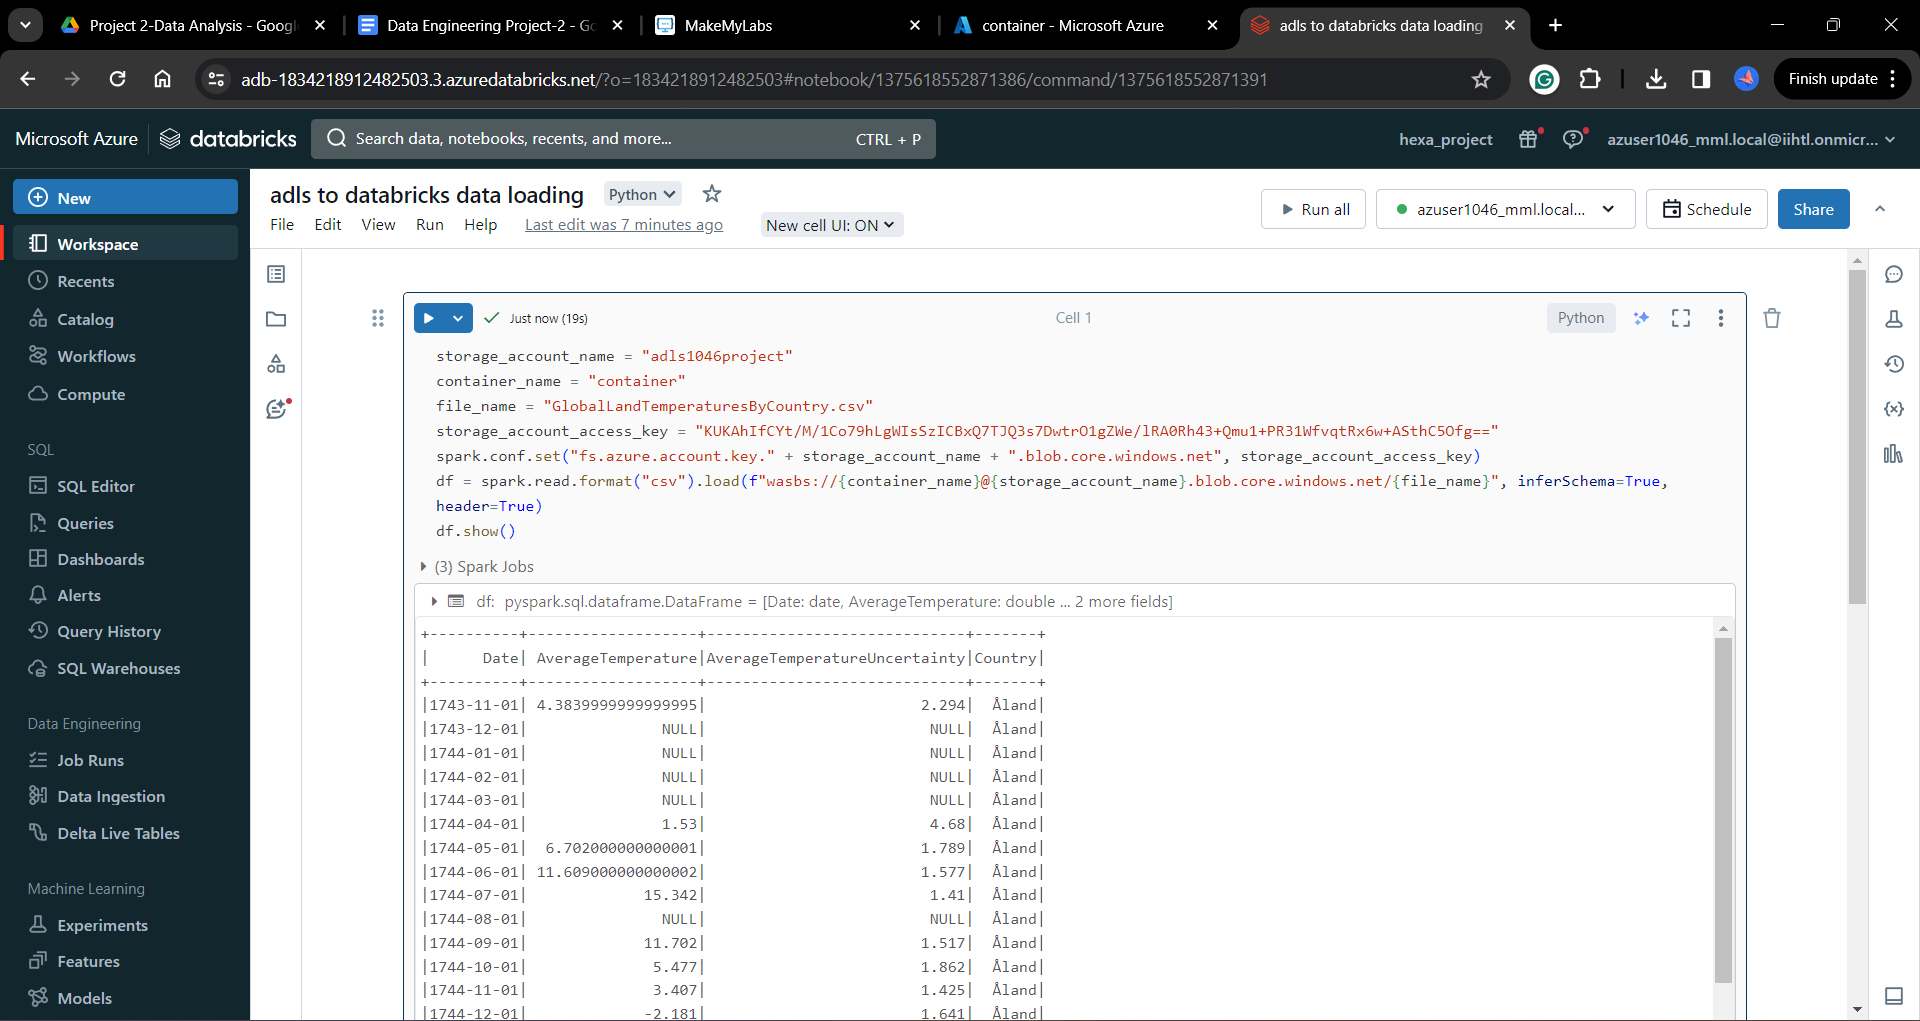 Project 2-Data Analysis - Googl
Data Engineering Project-2 - Go
MakeMyLabs
container - Microsoft Azure
adls to databricks data loading
adb-1834218912482503.3.azuredatabricks.net/?o=1834218912482503#notebook/1375618552871386/command/1375618552871391
Finish update
Microsoft Azure
databricks
Search data, notebooks, recents, and more...
CTRL + P
hexa_project
azuser1046_mml.local@iihtl.onmicr...
New
Workspace
Recents
Catalog
Workflows
Compute
SQL
SQL Editor
Queries
Dashboards
Alerts
Query History
SQL Warehouses
Data Engineering
Job Runs
Data Ingestion
Delta Live Tables
Machine Learning
Experiments
Features
Models
adls to databricks data loading
Python
File Edit View Run Help Last edit was 7 minutes ago New cell UI: ON
Run all
azuser1046_mml.local...
Schedule
Share
Just now (19s)
Cell 1
Python
storage_account_name = "adls1046project"
container_name = "container"
file_name = "GlobalLandTemperaturesByCountry.csv"
storage_account_access_key = "KUKAhIfCYt/M/1Co79hLgWIsSzICBxQ7TJQ3s7DwtrO1gZWe/lRA0Rh43+Qmu1+PR31WfvqtRx6w+ASthC5Ofg=="
spark.conf.set("fs.azure.account.key." + storage_account_name + ".blob.core.windows.net", storage_account_access_key)
df = spark.read.format("csv").load(f"wasbs://{container_name}@{storage_account_name}.blob.core.windows.net/{file_name}", inferSchema=True,
header=True)
df.show()
(3) Spark Jobs
df: pyspark.sql.dataframe.DataFrame = [Date: date, AverageTemperature: double ... 2 more fields]
+----------+-------------------+-----------------------------+-------+
|      Date| AverageTemperature|AverageTemperatureUncertainty|Country|
+----------+-------------------+-----------------------------+-------+
|1743-11-01| 4.3839999999999995|                        2.294|  Åland|
|1743-12-01|               NULL|                         NULL|  Åland|
|1744-01-01|               NULL|                         NULL|  Åland|
|1744-02-01|               NULL|                         NULL|  Åland|
|1744-03-01|               NULL|                         NULL|  Åland|
|1744-04-01|               1.53|                         4.68|  Åland|
|1744-05-01|  6.702000000000001|                        1.789|  Åland|
|1744-06-01| 11.609000000000002|                        1.577|  Åland|
|1744-07-01|             15.342|                         1.41|  Åland|
|1744-08-01|               NULL|                         NULL|  Åland|
|1744-09-01|             11.702|                        1.517|  Åland|
|1744-10-01|              5.477|                        1.862|  Åland|
|1744-11-01|              3.407|                        1.425|  Åland|
|1744-12-01|             -2.181|                        1.641|  Åland|